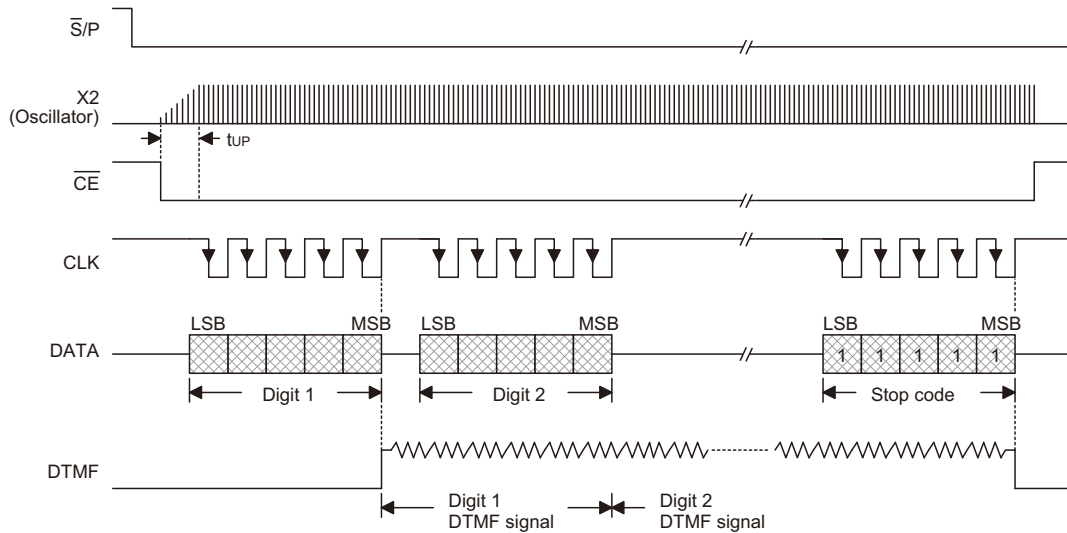 S̅/P
X2
(Oscillator)
tUP
C̅E̅
CLK
LSB MSB LSB MSB LSB MSB
DATA
1 1 1 1 1
Digit 1 Digit 2 Stop code
DTMF
Digit 1
DTMF signal
Digit 2
DTMF signal